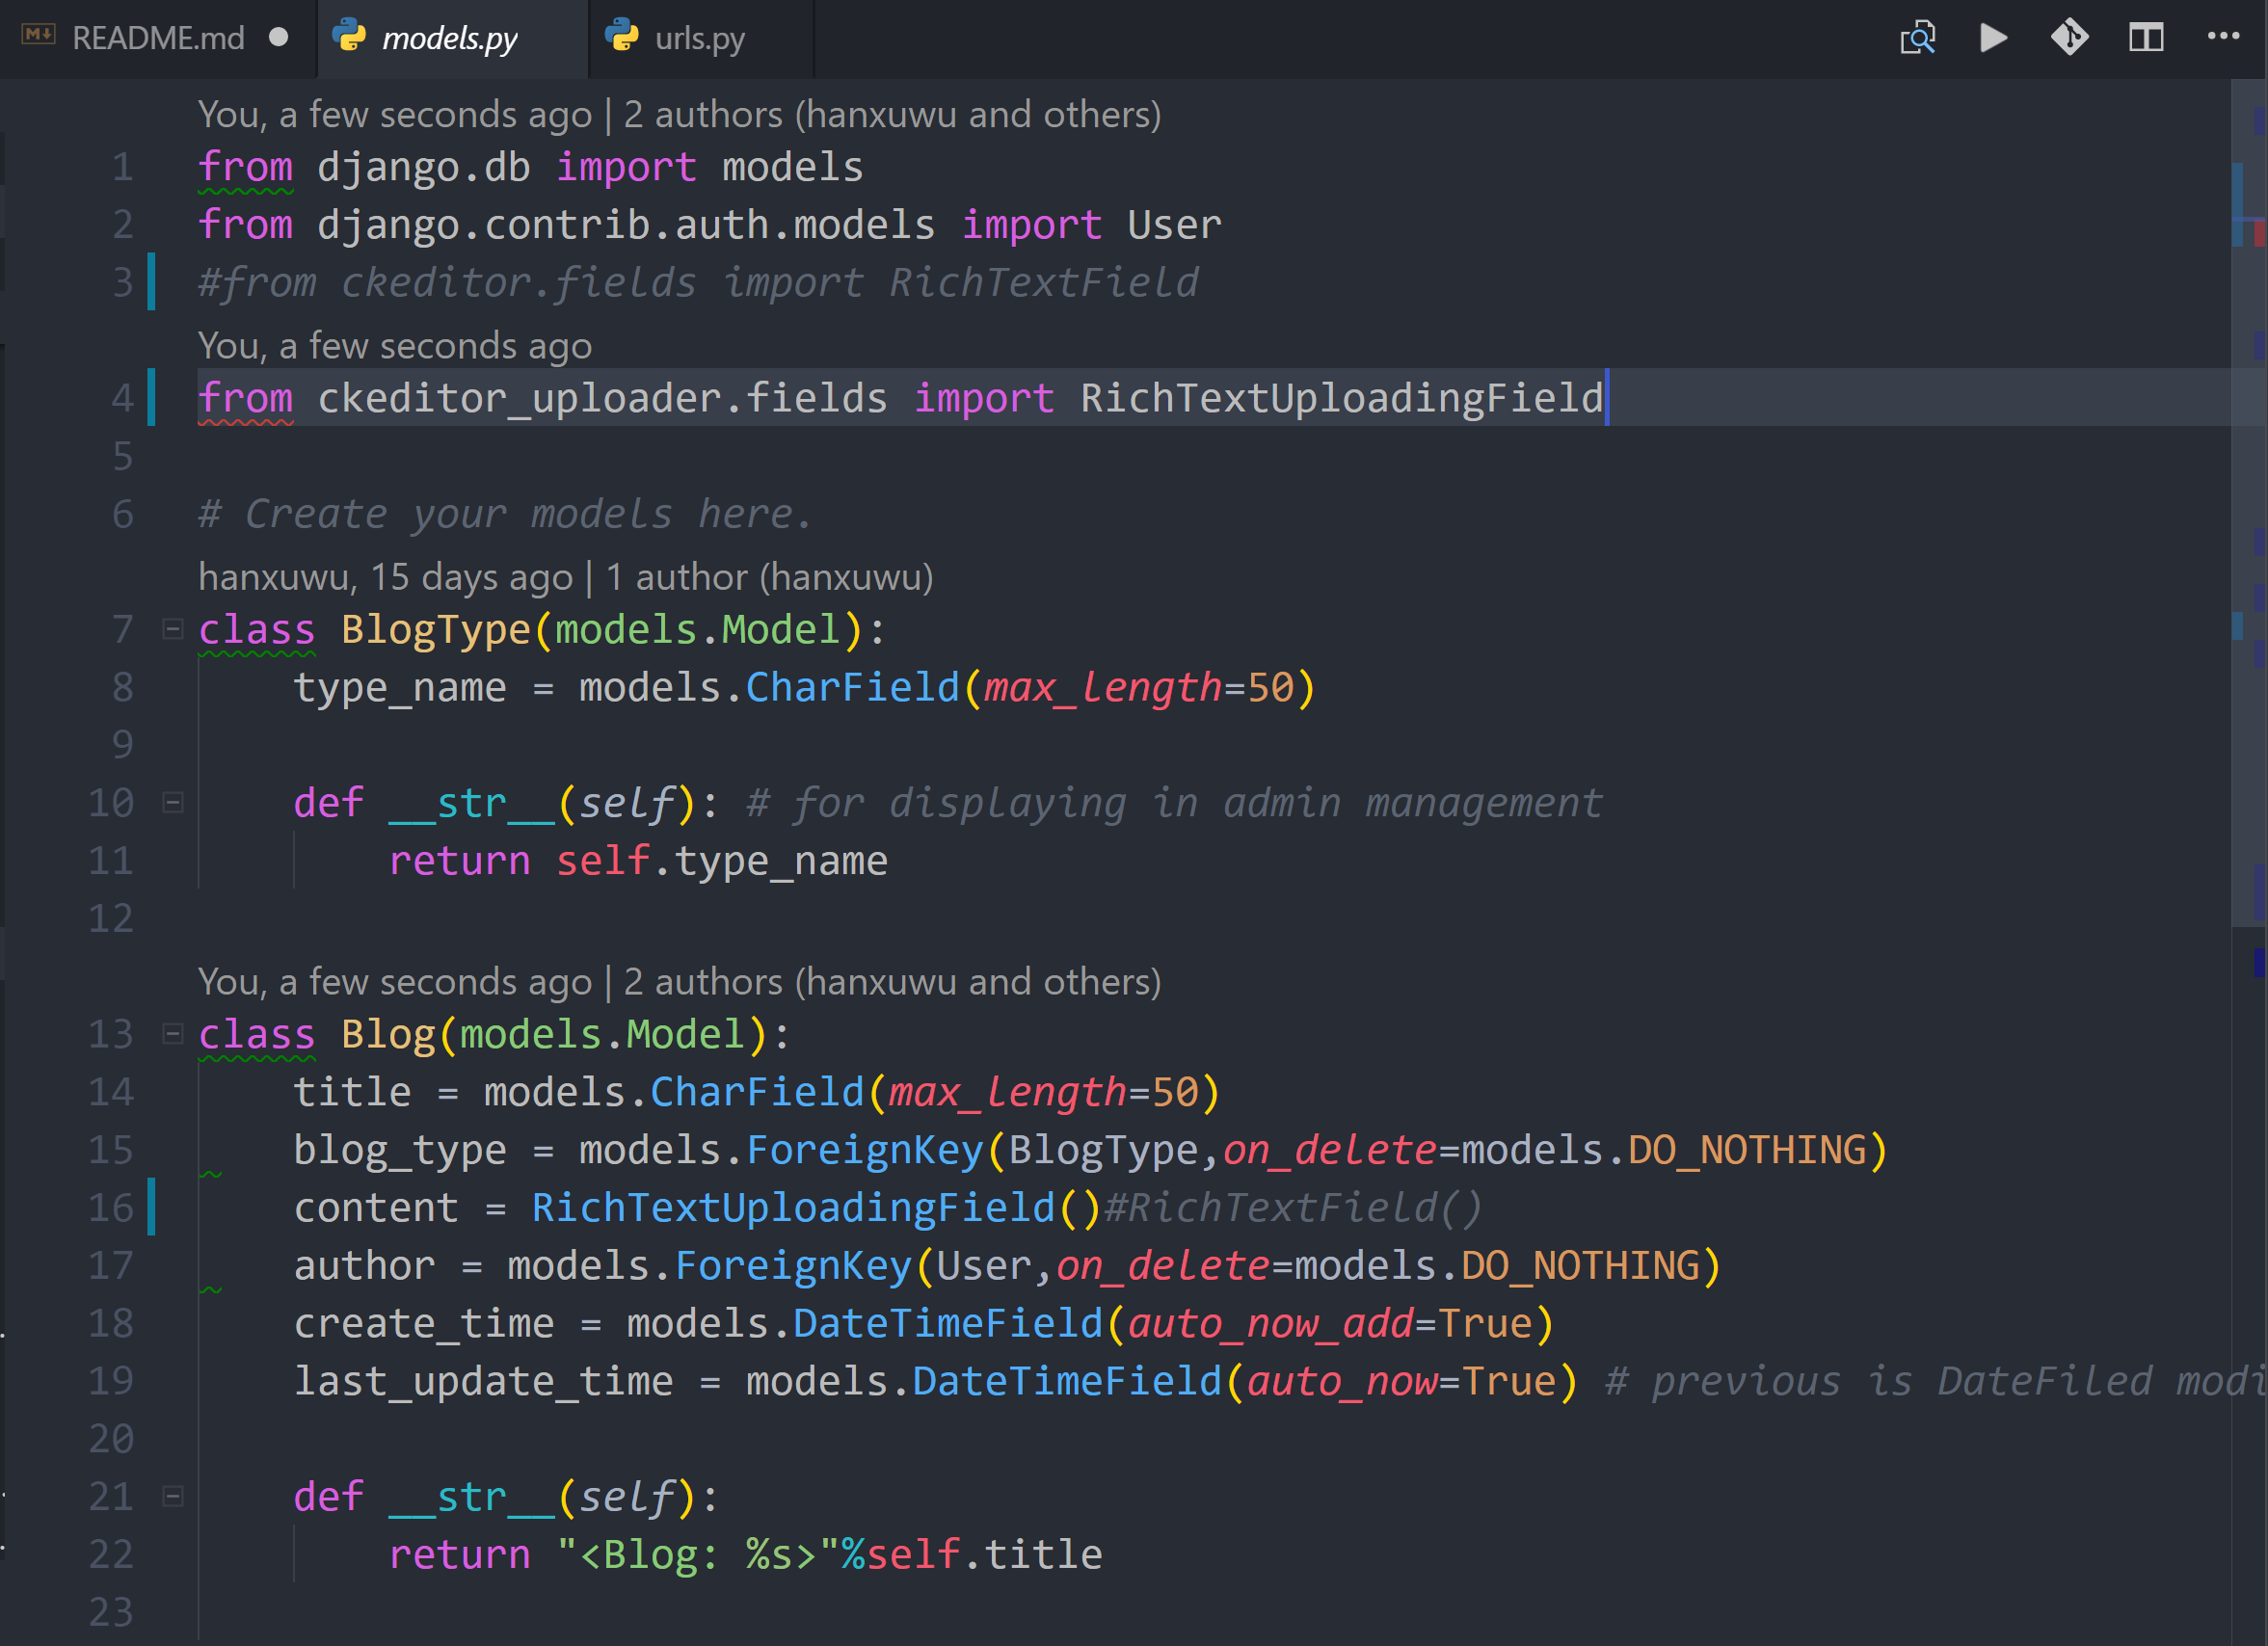 README.md models.py urls.py
You, a few seconds ago | 2 authors (hanxuwu and others)
1 from django.db import models
2 from django.contrib.auth.models import User
3 #from ckeditor.fields import RichTextField
You, a few seconds ago
4 from ckeditor_uploader.fields import RichTextUploadingField
5
6 # Create your models here.
hanxuwu, 15 days ago | 1 author (hanxuwu)
7 class BlogType(models.Model):
8     type_name = models.CharField(max_length=50)
9
10     def __str__(self): # for displaying in admin management
11         return self.type_name
12
You, a few seconds ago | 2 authors (hanxuwu and others)
13 class Blog(models.Model):
14     title = models.CharField(max_length=50)
15     blog_type = models.ForeignKey(BlogType,on_delete=models.DO_NOTHING)
16     content = RichTextUploadingField()#RichTextField()
17     author = models.ForeignKey(User,on_delete=models.DO_NOTHING)
18     create_time = models.DateTimeField(auto_now_add=True)
19     last_update_time = models.DateTimeField(auto_now=True) # previous is DateFiled modi
20
21     def __str__(self):
22         return "<Blog: %s>"%self.title
23